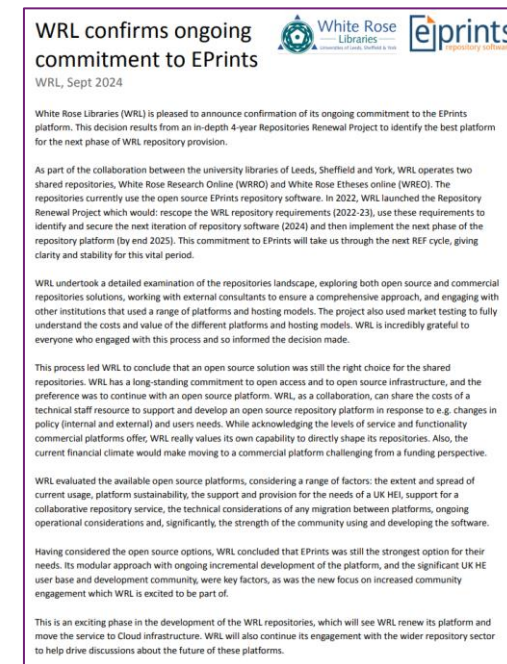 WRL confirms ongoing
commitment to EPrints
WRL, Sept 2024
White Rose
Libraries
Universities of Leeds, Sheffield & York
eprints
repository software
White Rose Libraries (WRL) is pleased to announce confirmation of its ongoing commitment to the EPrints
platform. This decision results from an in-depth 4-year Repositories Renewal Project to identify the best platform
for the next phase of WRL repository provision.
As part of the collaboration between the university libraries of Leeds, Sheffield and York, WRL operates two
shared repositories, White Rose Research Online (WRRO) and White Rose Etheses online (WREO). The
repositories currently use the open source EPrints repository software. In 2022, WRL launched the Repository
Renewal Project which would: rescope the WRL repository requirements (2022-23), use these requirements to
identify and secure the next iteration of repository software (2024) and then implement the next phase of the
repository platform (by end 2025). This commitment to EPrints will take us through the next REF cycle, giving
clarity and stability for this vital period.
WRL undertook a detailed examination of the repositories landscape, exploring both open source and commercial
repositories solutions, working with external consultants to ensure a comprehensive approach, and engaging with
other institutions that used a range of platforms and hosting models. The project also used market testing to fully
understand the costs and value of the different platforms and hosting models. WRL is incredibly grateful to
everyone who engaged with this process and so informed the decision made.
This process led WRL to conclude that an open source solution was still the right choice for the shared
repositories. WRL has a long-standing commitment to open access and to open source infrastructure, and the
preference was to continue with an open source platform. WRL, as a collaboration, can share the costs of a
technical staff resource to support and develop an open source repository platform in response to e.g. changes in
policy (internal and external) and users needs. While acknowledging the levels of service and functionality
commercial platforms offer, WRL really values its own capability to directly shape its repositories. Also, the
current financial climate would make moving to a commercial platform challenging from a funding perspective.
WRL evaluated the available open source platforms, considering a range of factors: the extent and spread of
current usage, platform sustainability, the support and provision for the needs of a UK HEI, support for a
collaborative repository service, the technical considerations of any migration between platforms, ongoing
operational considerations and, significantly, the strength of the community using and developing the software.
Having considered the open source options, WRL concluded that EPrints was still the strongest option for their
needs. Its modular approach with ongoing incremental development of the platform, and the significant UK HE
user base and development community, were key factors, as was the new focus on increased community
engagement which WRL is excited to be part of.
This is an exciting phase in the development of the WRL repositories, which will see WRL renew its platform and
move the service to Cloud infrastructure. WRL will also continue its engagement with the wider repository sector
to help drive discussions about the future of these platforms.